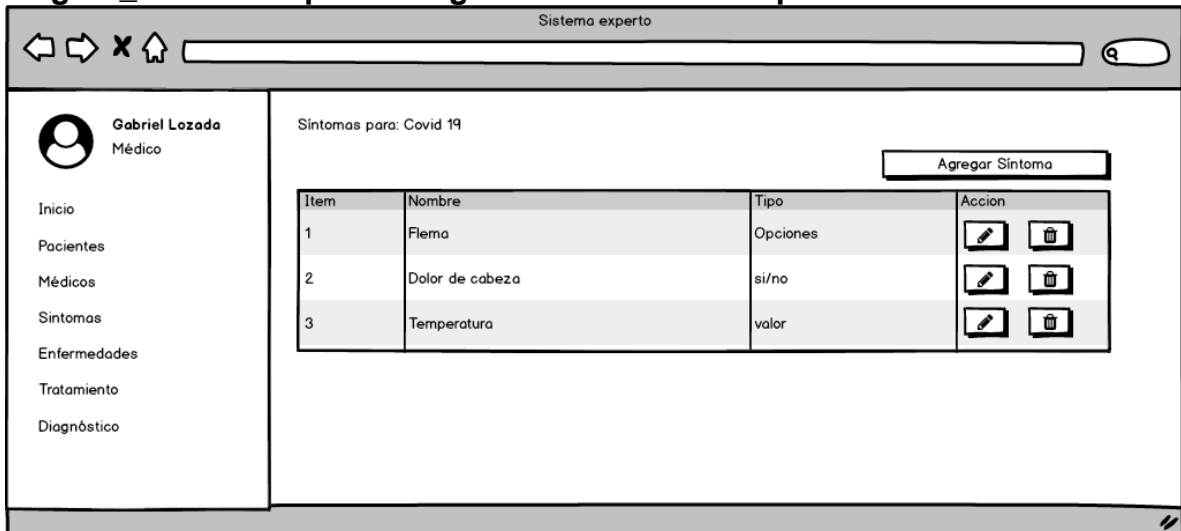 Sistema experto
Gabriel Lozada
Médico
Inicio
Pacientes
Médicos
Sintomas
Enfermedades
Tratamiento
Diagnóstico
Síntomas para: Covid 19
Agregar Síntoma
Item Nombre Tipo Accion
1 Flema Opciones
2 Dolor de cabeza si/no
3 Temperatura valor